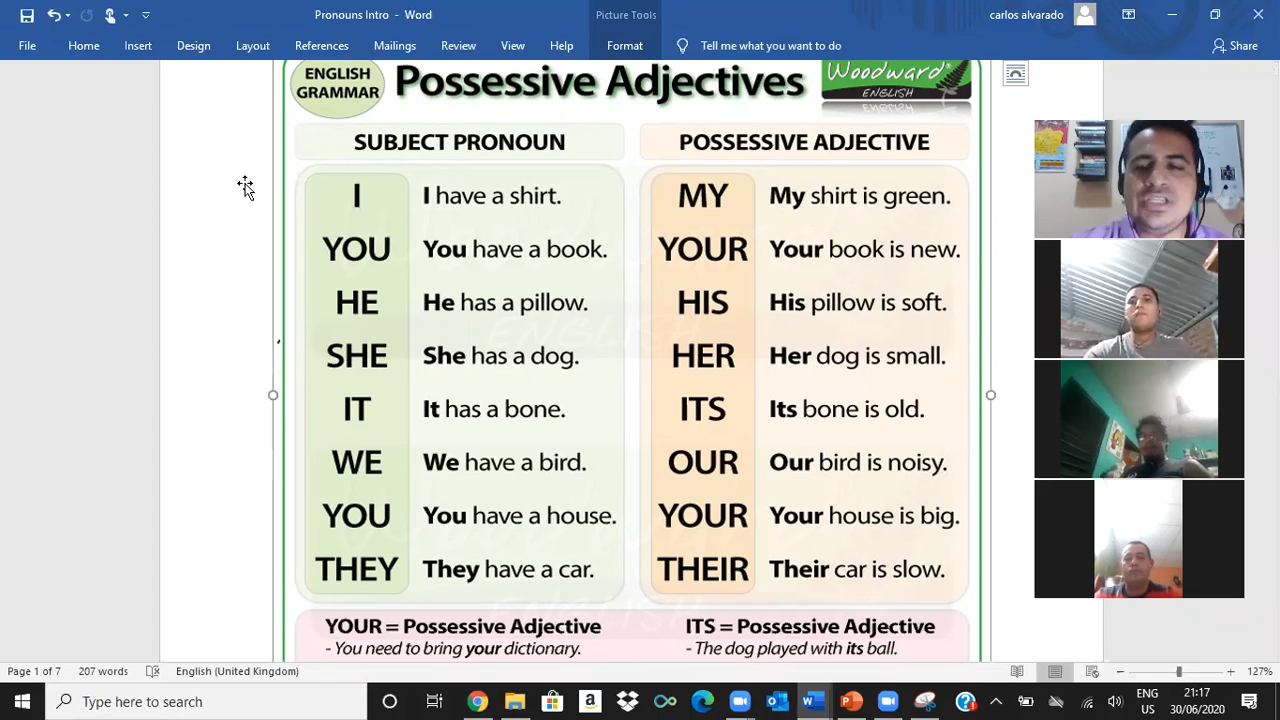 Pronouns Intro - Word
Picture Tools
carlos alvarado
File Home Insert Design Layout References Mailings Review View Help Format Tell me what you want to do Share
ENGLISH GRAMMAR
Possessive Adjectives
Woodward®
ENGLISH
SUBJECT PRONOUN POSSESSIVE ADJECTIVE
I I have a shirt. MY My shirt is green.
YOU You have a book. YOUR Your book is new.
HE He has a pillow. HIS His pillow is soft.
SHE She has a dog. HER Her dog is small.
IT It has a bone. ITS Its bone is old.
WE We have a bird. OUR Our bird is noisy.
YOU You have a house. YOUR Your house is big.
THEY They have a car. THEIR Their car is slow.
YOUR = Possessive Adjective ITS = Possessive Adjective
- You need to bring your dictionary. - The dog played with its ball.
Page 1 of 7 207 words English (United Kingdom) 127%
Type here to search
ENG 21:17
US 30/06/2020